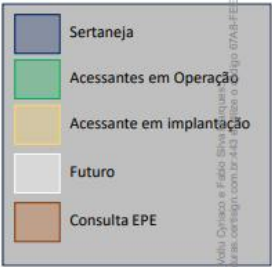 Sertaneja
Acessantes em Operação
Acessante em implantação
Futuro
Consulta EPE